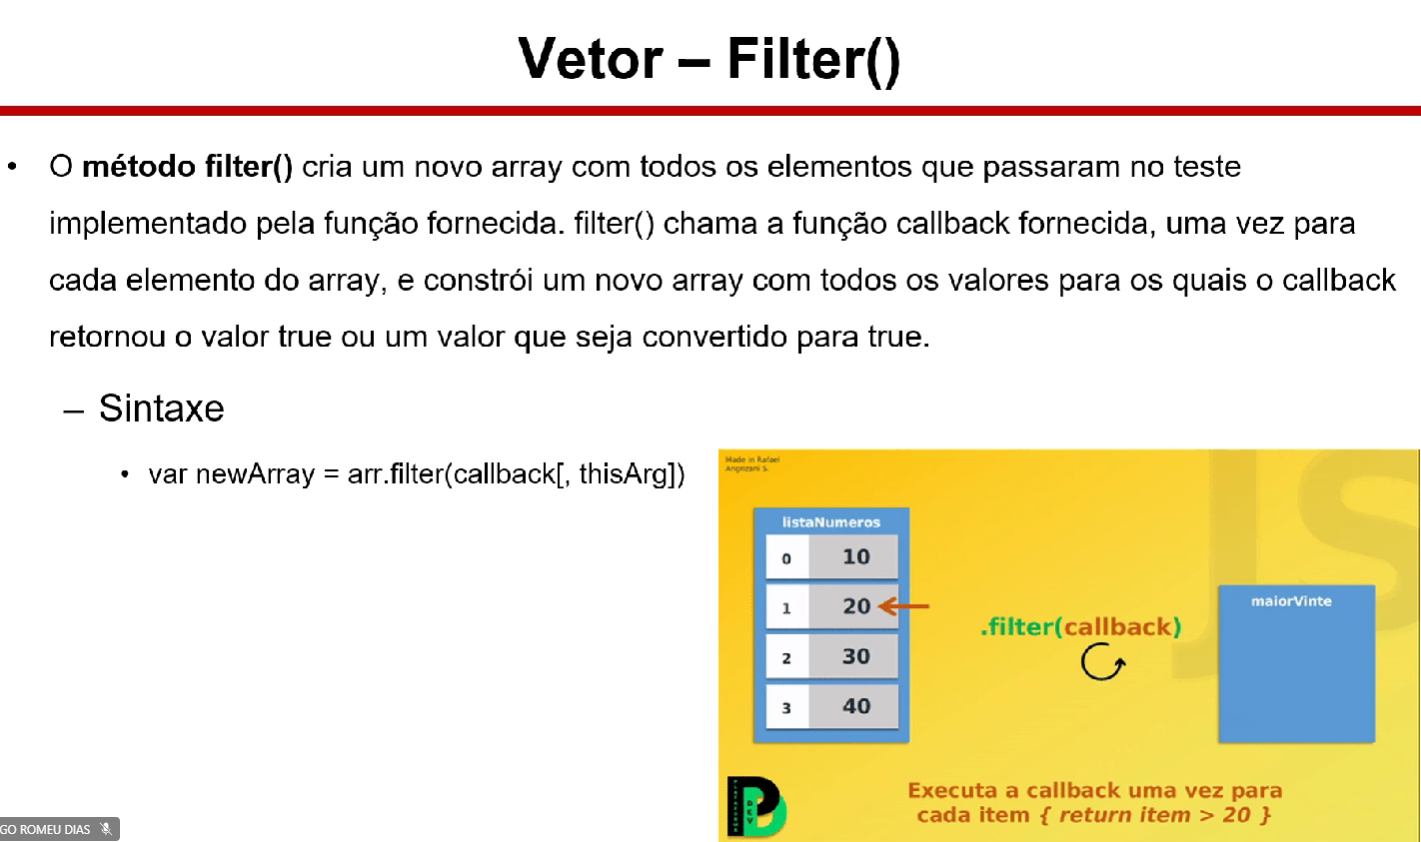 Vetor – Filter()
• O método filter() cria um novo array com todos os elementos que passaram no teste
implementado pela função fornecida. filter() chama a função callback fornecida, uma vez para
cada elemento do array, e constrói um novo array com todos os valores para os quais o callback
retornou o valor true ou um valor que seja convertido para true.
– Sintaxe
• var newArray = arr.filter(callback[, thisArg])
Made in Rafael
Angrizani S.
JS
listaNumeros
0 10
1 20
2 30
3 40
.filter(callback)
maiorVinte
Executa a callback uma vez para
cada item { return item > 20 }
PLATAFORMA
DEV
GO ROMEU DIAS